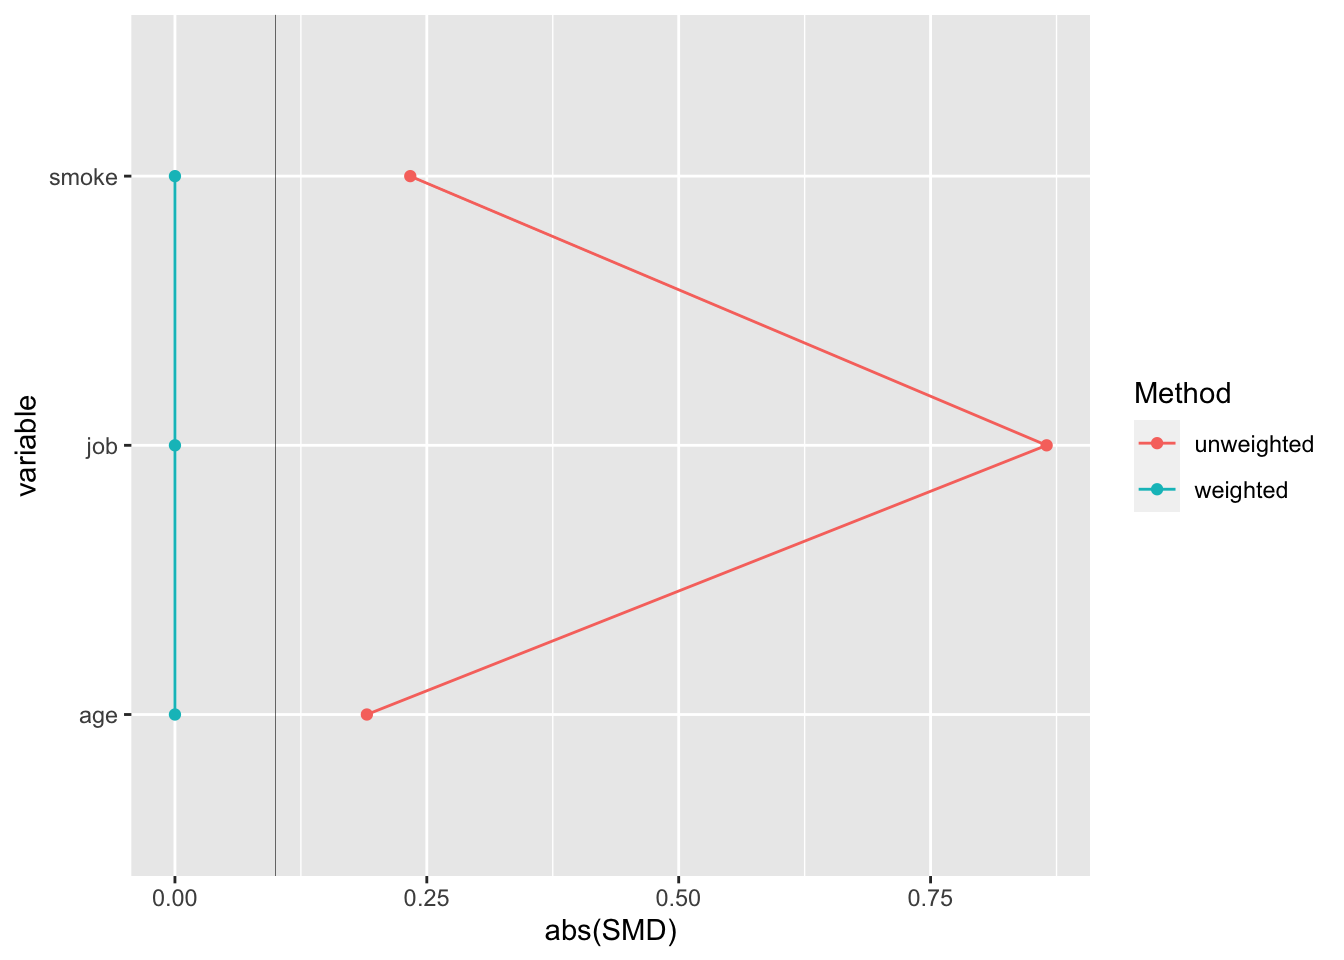 variable
smoke
job
age
0.00
0.25
0.50
0.75
abs(SMD)
Method
unweighted
weighted